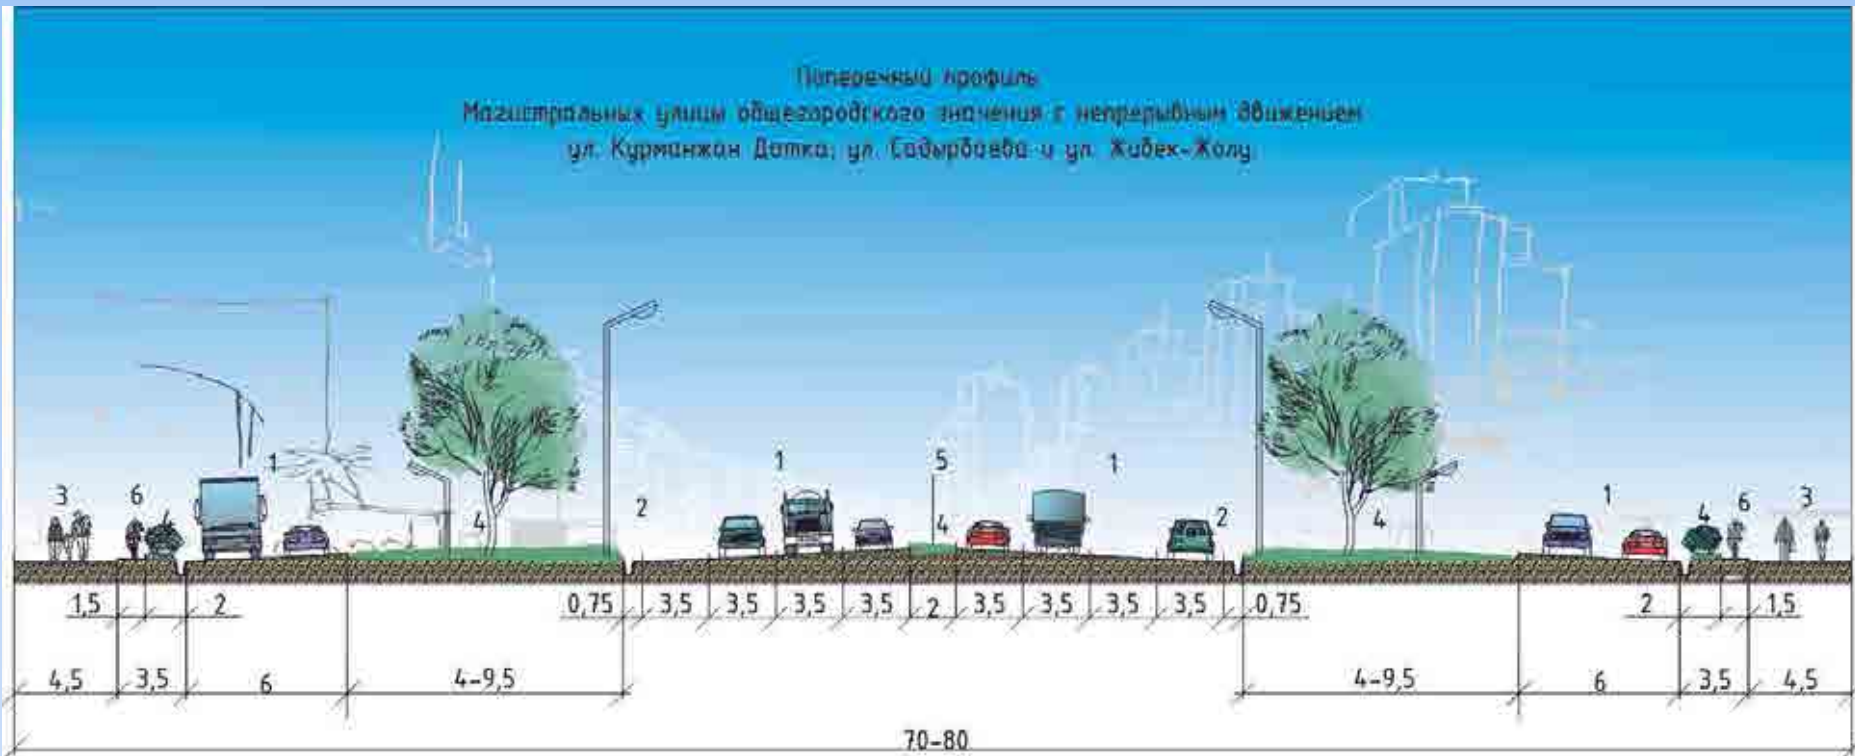 Поперечный профиль
Магистральных улицы общегородского значения с непрерывным движением
ул. Курманжан Датка, ул. Садырбаева и ул. Жибек-Жолу
1 1 5 1 1
3 6 4 2 4 2 4 4 6 3
1,5 2 0,75 3,5 3,5 3,5 3,5 2 3,5 3,5 3,5 3,5 0,75 2 1,5
4,5 3,5 6 4-9,5 4-9,5 6 3,5 4,5
70-80